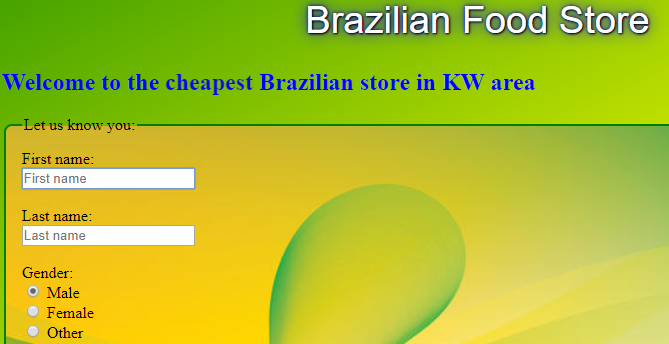 Brazilian Food Store
Welcome to the cheapest Brazilian store in KW area
Let us know you:
First name:
First name
Last name:
Last name
Gender:
Male
Female
Other